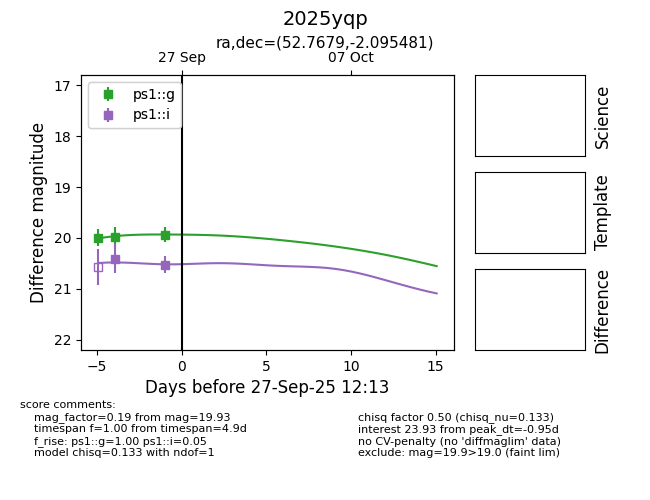 2025yqp
ra,dec=(52.7679,-2.095481)
27 Sep
07 Oct
ps1::g
ps1::i
17
18
19
20
21
22
Difference magnitude
−5
0
5
10
15
Days before 27-Sep-25 12:13
Science
Template
Difference
score comments:
mag_factor=0.19 from mag=19.93
timespan f=1.00 from timespan=4.9d
f_rise: ps1::g=1.00 ps1::i=0.05
model chisq=0.133 with ndof=1
chisq factor 0.50 (chisq_nu=0.133)
interest 23.93 from peak_dt=-0.95d
no CV-penalty (no 'diffmaglim' data)
exclude: mag=19.9>19.0 (faint lim)